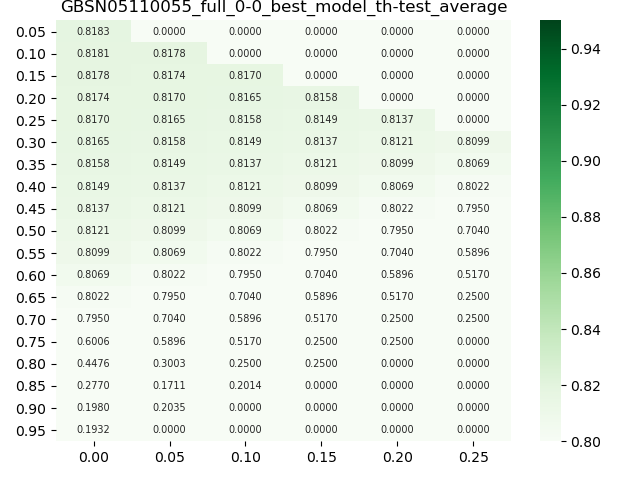 GBSN05110055_full_0-0_best_model_th-test_average
0.05 0.8183 0.0000 0.0000 0.0000 0.0000 0.0000
0.10 0.8181 0.8178 0.0000 0.0000 0.0000 0.0000
0.15 0.8178 0.8174 0.8170 0.0000 0.0000 0.0000
0.20 0.8174 0.8170 0.8165 0.8158 0.0000 0.0000
0.25 0.8170 0.8165 0.8158 0.8149 0.8137 0.0000
0.30 0.8165 0.8158 0.8149 0.8137 0.8121 0.8099
0.35 0.8158 0.8149 0.8137 0.8121 0.8099 0.8069
0.40 0.8149 0.8137 0.8121 0.8099 0.8069 0.8022
0.45 0.8137 0.8121 0.8099 0.8069 0.8022 0.7950
0.50 0.8121 0.8099 0.8069 0.8022 0.7950 0.7040
0.55 0.8099 0.8069 0.8022 0.7950 0.7040 0.5896
0.60 0.8069 0.8022 0.7950 0.7040 0.5896 0.5170
0.65 0.8022 0.7950 0.7040 0.5896 0.5170 0.2500
0.70 0.7950 0.7040 0.5896 0.5170 0.2500 0.2500
0.75 0.6006 0.5896 0.5170 0.2500 0.2500 0.0000
0.80 0.4476 0.3003 0.2500 0.2500 0.0000 0.0000
0.85 0.2770 0.1711 0.2014 0.0000 0.0000 0.0000
0.90 0.1980 0.2035 0.0000 0.0000 0.0000 0.0000
0.95 0.1932 0.0000 0.0000 0.0000 0.0000 0.0000
0.00 0.05 0.10 0.15 0.20 0.25
0.94
0.92
0.90
0.88
0.86
0.84
0.82
0.80